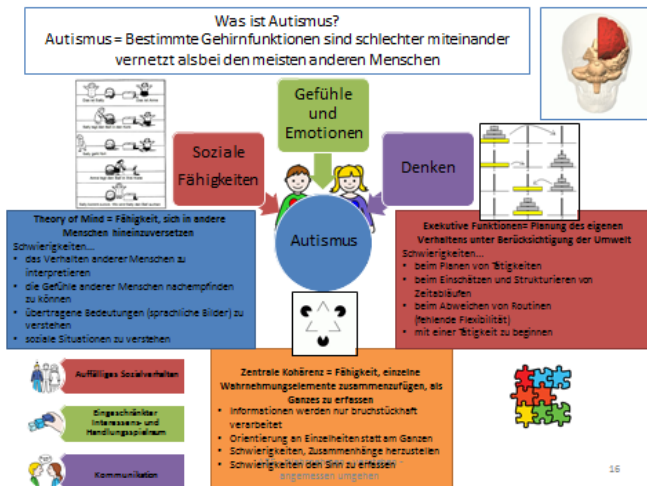 Was ist Autismus?
Autismus = Bestimmte Gehirnfunktionen sind schlechter miteinander
vernetzt als bei den meisten anderen Menschen
Gefühle
und
Emotionen
Soziale
Fähigkeiten
Denken
Autismus
Theory of Mind = Fähigkeit, sich in andere
Menschen hineinzuversetzen
Schwierigkeiten...
• das Verhalten anderer Menschen zu
interpretieren
• die Gefühle anderer Menschen nachempfinden
zu können
• übertragene Bedeutungen (sprachliche Bilder) zu
verstehen
• soziale Situationen zu verstehen
Exekutive Funktionen= Planung des eigenen
Verhaltens unter Berücksichtigung der Umwelt
Schwierigkeiten...
• beim Planen von Tätigkeiten
• beim Einschätzen und Strukturieren von
Zeitabläufen
• beim Abweichen von Routinen
(fehlende Flexibilität)
• mit einer Tätigkeit zu beginnen
Zentrale Kohärenz = Fähigkeit, einzelne
Wahrnehmungselemente zusammenzufügen, als
Ganzes zu erfassen
• Informationen werden nur bruchstückhaft
verarbeitet
• Orientierung an Einzelheiten statt am Ganzen
• Schwierigkeiten, Zusammenhänge herzustellen
• Schwierigkeiten den Sinn zu erfassen
angemessen umgehen
Auffälliges Sozialverhalten
Eingeschränkter
Interessens- und
Handlungsspielraum
Kommunikation
16